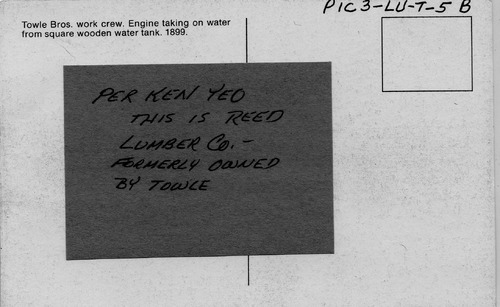 PIC3-LU-T-5 B
Towle Bros. work crew. Engine taking on water
from square wooden water tank. 1899.
PER KEN YEO
THIS IS REED
LUMBER CO.-
FORMERLY OWNED
BY TOWLE